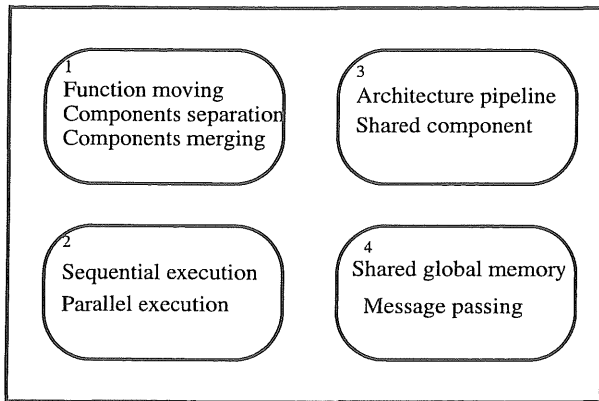 1
Function moving
Components separation
Components merging
3
Architecture pipeline
Shared component
2
Sequential execution
Parallel execution
4
Shared global memory
Message passing